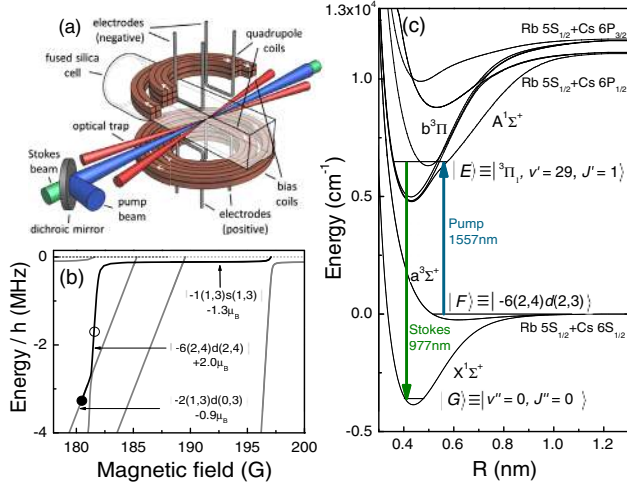 (a)
electrodes
(negative)
quadrupole
coils
fused silica
cell
optical trap
Stokes
beam
pump
beam
dichroic mirror
electrodes
(positive)
bias
coils
(b)
0
-2
-4
Energy / h (MHz)
|-1(1,3)s(1,3)⟩
-1.3μB
|-6(2,4)d(2,4)⟩
+2.0μB
|-2(1,3)d(0,3)⟩
-0.9μB
180
185
190
195
200
Magnetic field (G)
(c)
1.3x10⁴
1.0
0.5
0.0
-0.5
Energy (cm⁻¹)
Rb 5S1/2+Cs 6P3/2
Rb 5S1/2+Cs 6P1/2
b³Π
A¹Σ⁺
|E⟩≡|³Π₁, v' = 29, J' = 1⟩
Pump
1557nm
a³Σ⁺
|F⟩≡|-6(2,4)d(2,3)⟩
Rb 5S1/2+Cs 6S1/2
Stokes
977nm
X¹Σ⁺
|G⟩≡|v'' = 0, J'' = 0⟩
0.4
0.6
0.8
1.0
1.2
R (nm)